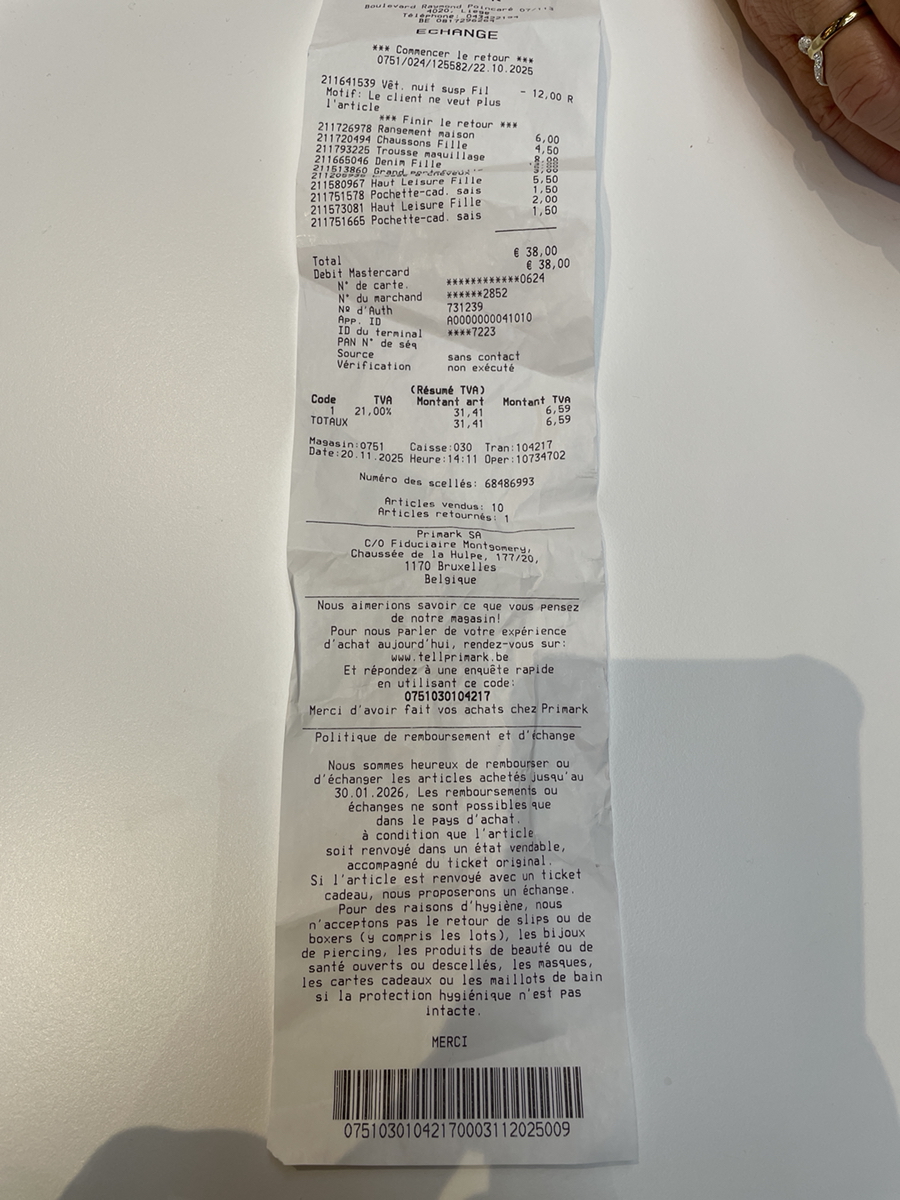 Boulevard Raymond Poincaré 07/113
4020, Liege
Téléphone:
ECHANGE
*** Commencer le retour ***
0751/024/125582/22.10.2025
211641539 Vêt. nuit susp Fil - 12,00 R
Motif: Le client ne veut plus
l'article
*** Finir le retour ***
211726978 Rangement maison 6,00
211720494 Chaussons Fille 4,50
211793225 Trousse maquillage
211665046 Denim Fille
211513860 Grand
211580967 Haut Leisure Fille 5,50
211751578 Pochette-cad. sais 1,50
211573081 Haut Leisure Fille 2,00
211751665 Pochette-cad. sais 1,50
Total € 38,00
Debit Mastercard € 38,00
N° de carte. ************0624
N° du marchand ******2852
Nº d'Auth 731239
App. ID A0000000041010
ID du terminal ****7223
PAN N° de séq
Source sans contact
Vérification non exécuté
(Résumé TVA)
Code TVA Montant art Montant TVA
1 21,00% 31,41 6,59
TOTAUX 31,41 6,59
Magasin:0751 Caisse:030 Tran:104217
Date:20.11.2025 Heure:14:11 Oper:10734702
Numéro des scellés: 68486993
Articles vendus: 10
Articles retournés: 1
Primark SA
C/O Fiduciaire Montgomery,
Chaussée de la Hulpe, 177/20,
1170 Bruxelles
Belgique
Nous aimerions savoir ce que vous pensez
de notre magasin!
Pour nous parler de votre expérience
d'achat aujourd'hui, rendez-vous sur:
www.tellprimark.be
Et répondez à une enquête rapide
en utilisant ce code:
0751030104217
Merci d'avoir fait vos achats chez Primark
Politique de remboursement et d'échange
Nous sommes heureux de rembourser ou
d'échanger les articles achetés jusqu'au
30.01.2026, Les remboursements ou
échanges ne sont possibles que
dans le pays d'achat.
à condition que l'article
soit renvoyé dans un état vendable,
accompagné du ticket original.
Si l'article est renvoyé avec un ticket
cadeau, nous proposerons un échange.
Pour des raisons d'hygiène, nous
n'acceptons pas le retour de slips ou de
boxers (y compris les lots), les bijoux
de piercing, les produits de beauté ou de
santé ouverts ou descellés, les masques,
les cartes cadeaux ou les maillots de bain
si la protection hygiénique n'est pas
intacte.
MERCI
07510301042170003112025009